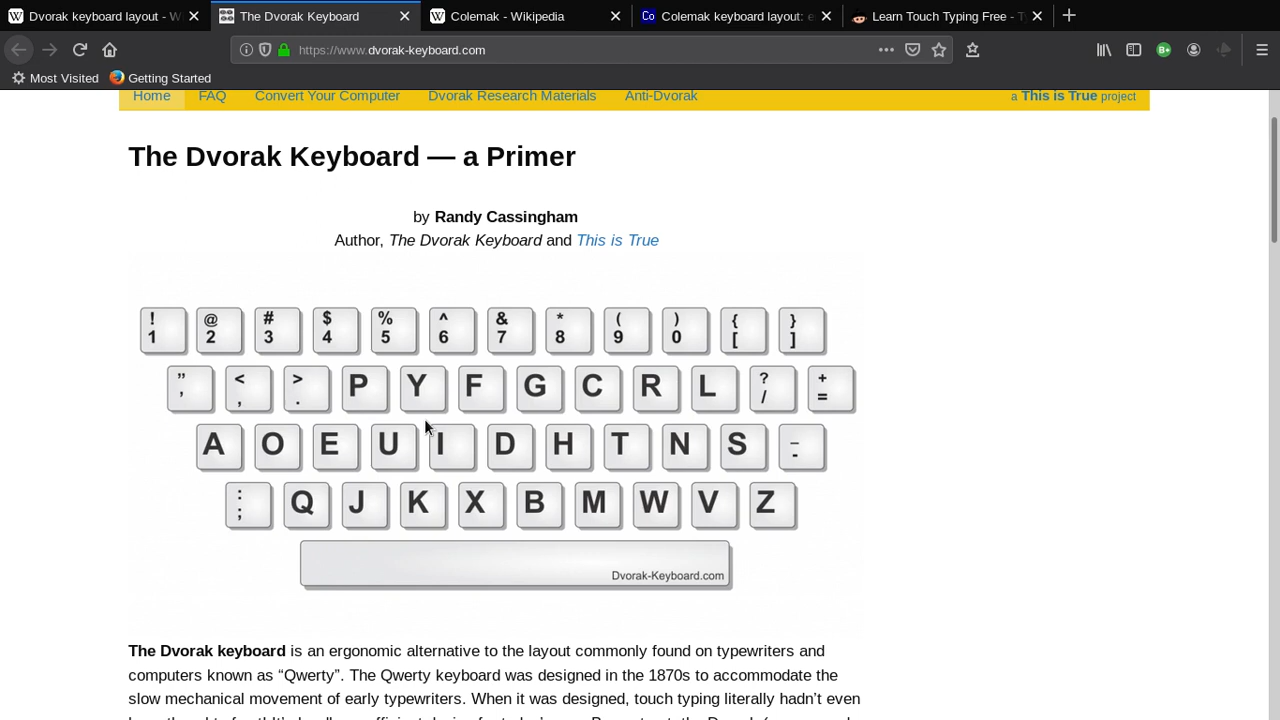 Dvorak keyboard layout - W
The Dvorak Keyboard
Colemak - Wikipedia
Colemak keyboard layout: e
Learn Touch Typing Free - Ty
https://www.dvorak-keyboard.com
Most Visited
Getting Started
Home FAQ Convert Your Computer Dvorak Research Materials Anti-Dvorak a This is True project
The Dvorak Keyboard — a Primer
by Randy Cassingham
Author, The Dvorak Keyboard and This is True
! @ # $ % ^ & * ( ) { }
1 2 3 4 5 6 7 8 9 0 [ ]
" < > P Y F G C R L ? +
' , . / =
A O E U I D H T N S _
-
: Q J K X B M W V Z
;
Dvorak-Keyboard.com
The Dvorak keyboard is an ergonomic alternative to the layout commonly found on typewriters and
computers known as “Qwerty”. The Qwerty keyboard was designed in the 1870s to accommodate the
slow mechanical movement of early typewriters. When it was designed, touch typing literally hadn’t even